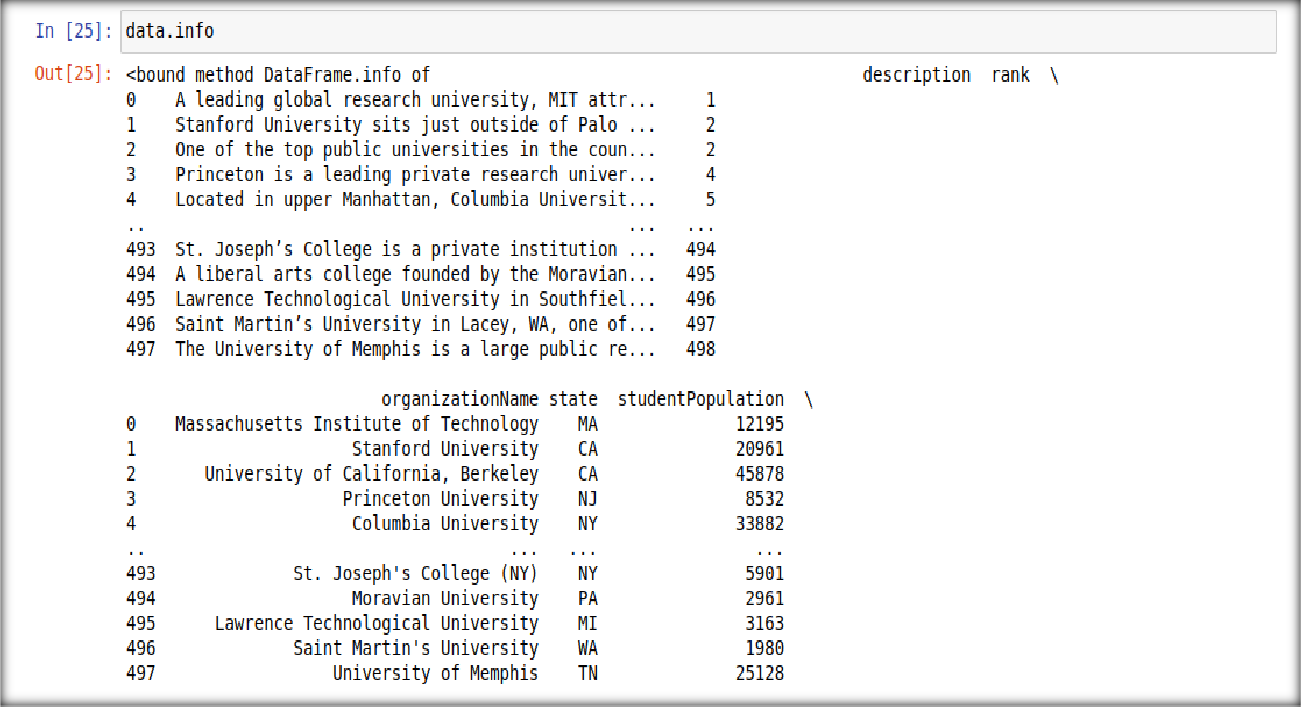 In [25]: data.info
Out[25]: <bound method DataFrame.info of                                            description  rank  \
0    A leading global research university, MIT attr...     1
1    Stanford University sits just outside of Palo ...     2
2    One of the top public universities in the coun...     2
3    Princeton is a leading private research univer...     4
4    Located in upper Manhattan, Columbia Universit...     5
..                                                 ...   ...
493  St. Joseph’s College is a private institution ...   494
494  A liberal arts college founded by the Moravian...   495
495  Lawrence Technological University in Southfiel...   496
496  Saint Martin’s University in Lacey, WA, one of...   497
497  The University of Memphis is a large public re...   498
                          organizationName state  studentPopulation  \
0    Massachusetts Institute of Technology    MA              12195
1                      Stanford University    CA              20961
2       University of California, Berkeley    CA              45878
3                     Princeton University    NJ               8532
4                      Columbia University    NY              33882
..                                     ...   ...                ...
493                St. Joseph's College (NY)    NY               5901
494                    Moravian University    PA               2961
495      Lawrence Technological University    MI               3163
496              Saint Martin's University    WA               1980
497                  University of Memphis    TN              25128